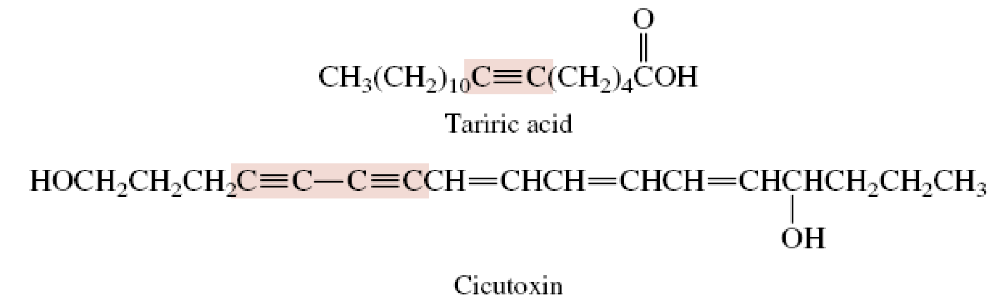 O
CH₃(CH₂)₁₀C≡C(CH₂)₄COH
Tariric acid
HOCH₂CH₂CH₂C≡C—C≡CCH=CHCH=CHCH=CHCHCH₂CH₂CH₃
OH
Cicutoxin